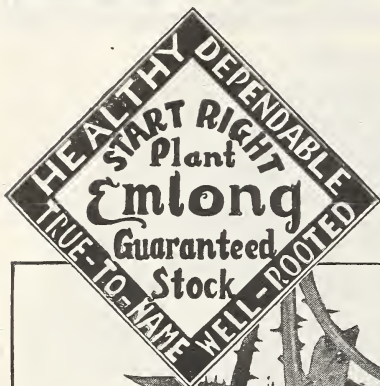 HEALTHY
DEPENDABLE
TRUE-TO-NAME
WELL-ROOTED
START RIGHT
Plant
Emlong
Guaranteed
Stock